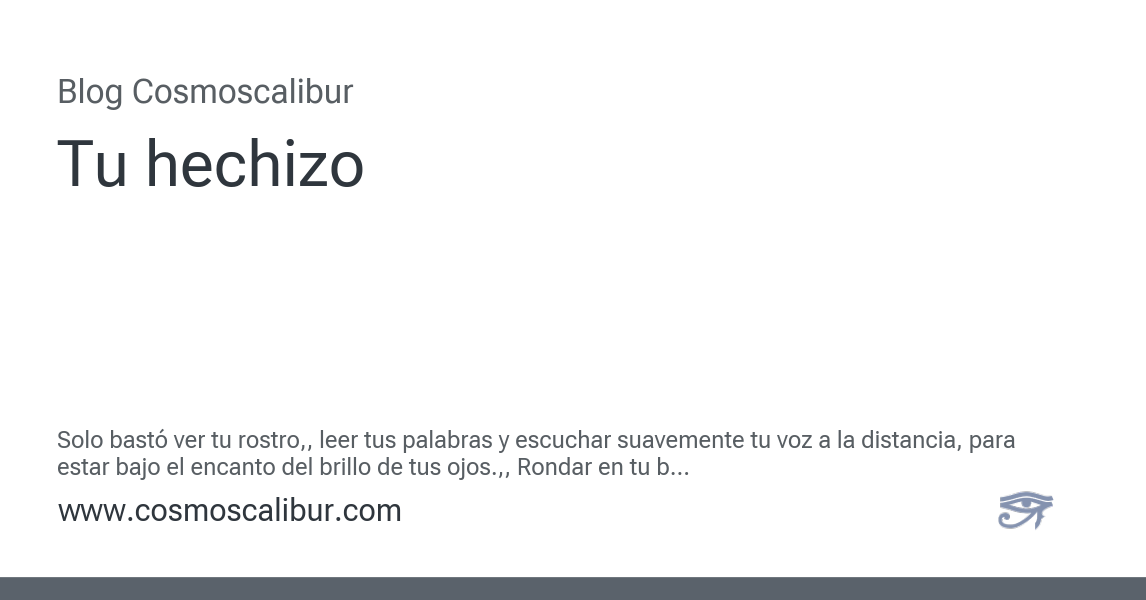 Blog Cosmoscalibur
Tu hechizo
Solo bastó ver tu rostro,, leer tus palabras y escuchar suavemente tu voz a la distancia, para
estar bajo el encanto del brillo de tus ojos.,, Rondar en tu b...
www.cosmoscalibur.com